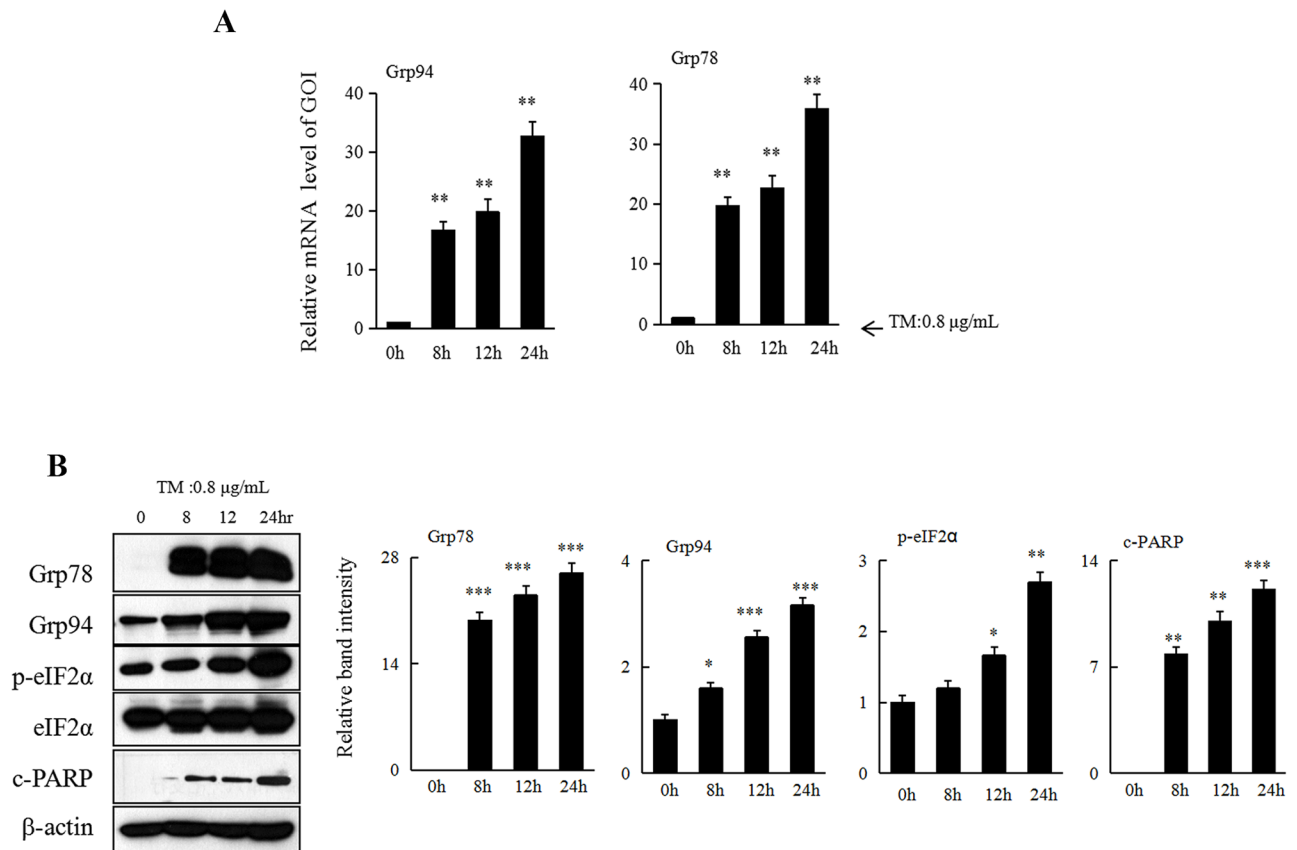 A
Relative mRNA level of GOI
Grp94
40
30
20
10
0
**
**
**
0h 8h 12h 24h
Grp78
40
30
20
10
0
**
**
**
0h 8h 12h 24h
TM:0.8 µg/mL
B
TM :0.8 µg/mL
0 8 12 24hr
Grp78
Grp94
p-eIF2α
eIF2α
c-PARP
β-actin
Relative band intensity
Grp78
28
14
0
***
***
***
0h 8h 12h 24h
Grp94
4
2
0
*
***
***
0h 8h 12h 24h
p-eIF2α
3
2
1
0
*
**
0h 8h 12h 24h
c-PARP
14
7
0
**
**
***
0h 8h 12h 24h